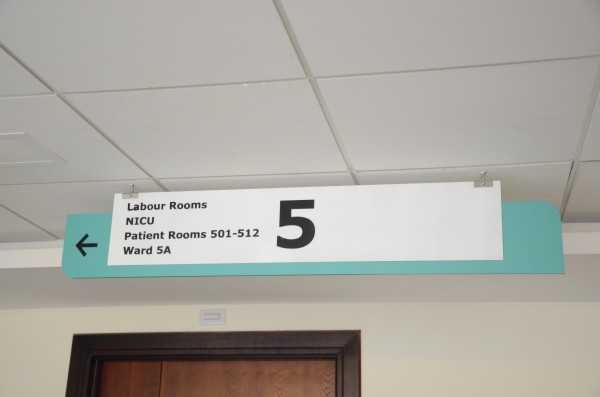 Labour Rooms
NICU
Patient Rooms 501-512
Ward 5A
5